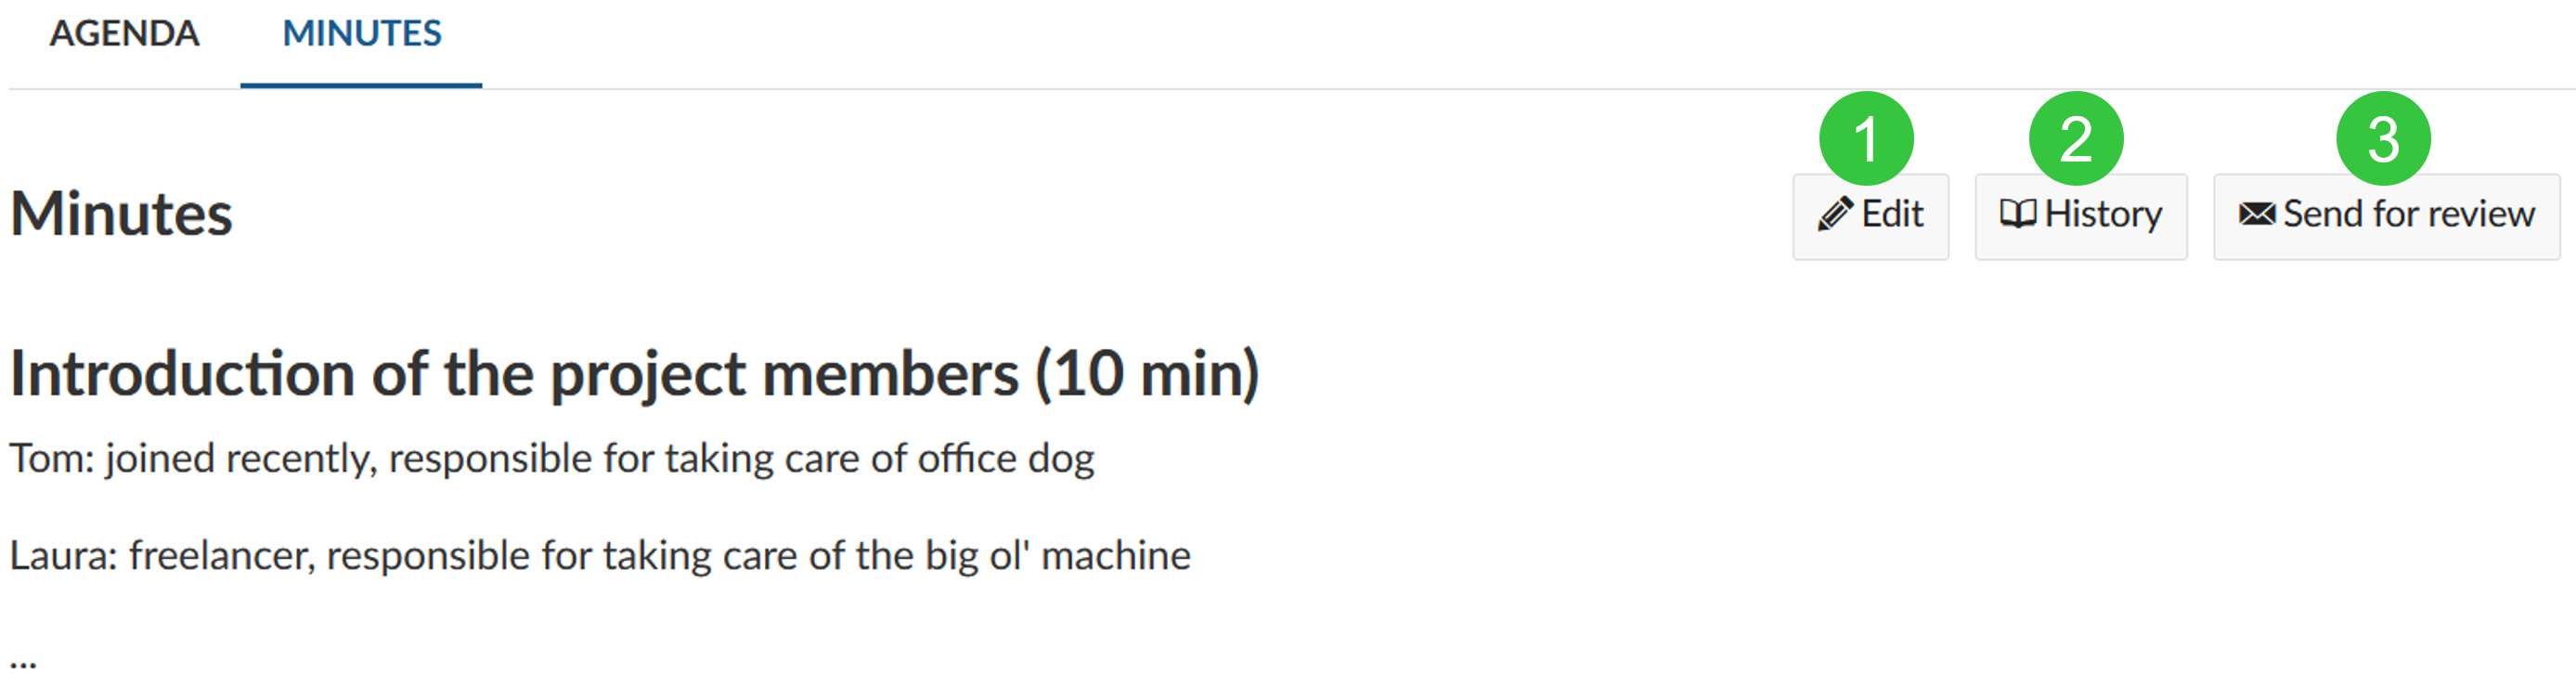 AGENDA MINUTES
1 2 3
Minutes Edit History Send for review
Introduction of the project members (10 min)
Tom: joined recently, responsible for taking care of office dog
Laura: freelancer, responsible for taking care of the big ol' machine
...